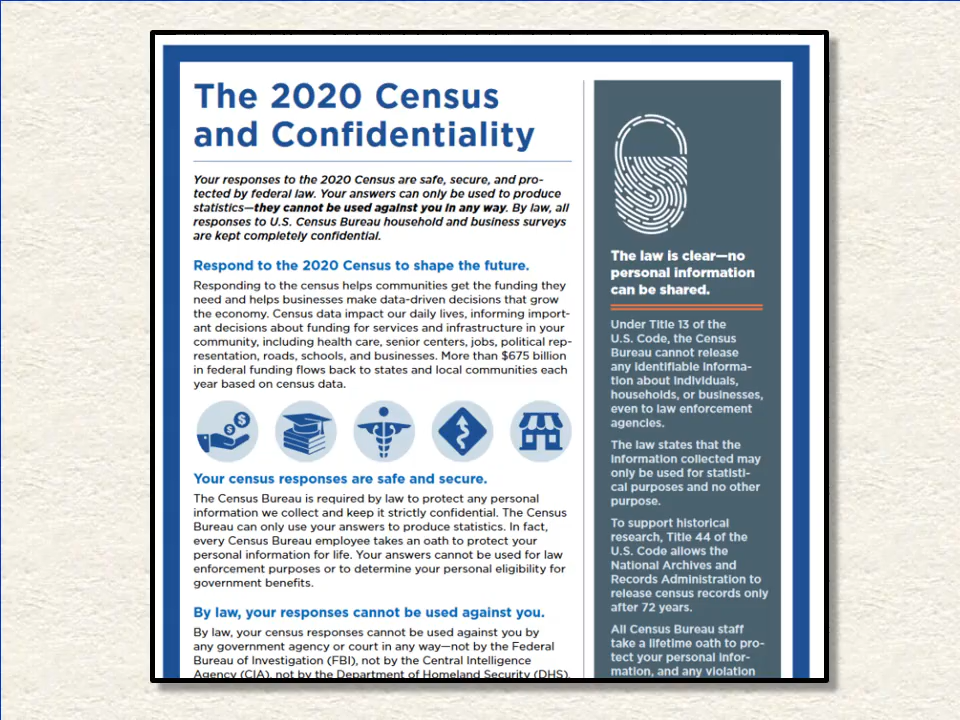 The 2020 Census
and Confidentiality
Your responses to the 2020 Census are safe, secure, and pro-
tected by federal law. Your answers can only be used to produce
statistics—they cannot be used against you in any way. By law, all
responses to U.S. Census Bureau household and business surveys
are kept completely confidential.
Respond to the 2020 Census to shape the future.
Responding to the census helps communities get the funding they
need and helps businesses make data-driven decisions that grow
the economy. Census data impact our daily lives, informing import-
ant decisions about funding for services and infrastructure in your
community, including health care, senior centers, jobs, political rep-
resentation, roads, schools, and businesses. More than $675 billion
in federal funding flows back to states and local communities each
year based on census data.
Your census responses are safe and secure.
The Census Bureau is required by law to protect any personal
information we collect and keep it strictly confidential. The Census
Bureau can only use your answers to produce statistics. In fact,
every Census Bureau employee takes an oath to protect your
personal information for life. Your answers cannot be used for law
enforcement purposes or to determine your personal eligibility for
government benefits.
By law, your responses cannot be used against you.
By law, your census responses cannot be used against you by
any government agency or court in any way—not by the Federal
Bureau of Investigation (FBI), not by the Central Intelligence
Agency (CIA), not by the Department of Homeland Security (DHS),
The law is clear—no
personal information
can be shared.
Under Title 13 of the
U.S. Code, the Census
Bureau cannot release
any identifiable informa-
tion about individuals,
households, or businesses,
even to law enforcement
agencies.
The law states that the
information collected may
only be used for statisti-
cal purposes and no other
purpose.
To support historical
research, Title 44 of the
U.S. Code allows the
National Archives and
Records Administration to
release census records only
after 72 years.
All Census Bureau staff
take a lifetime oath to pro-
tect your personal infor-
mation, and any violation